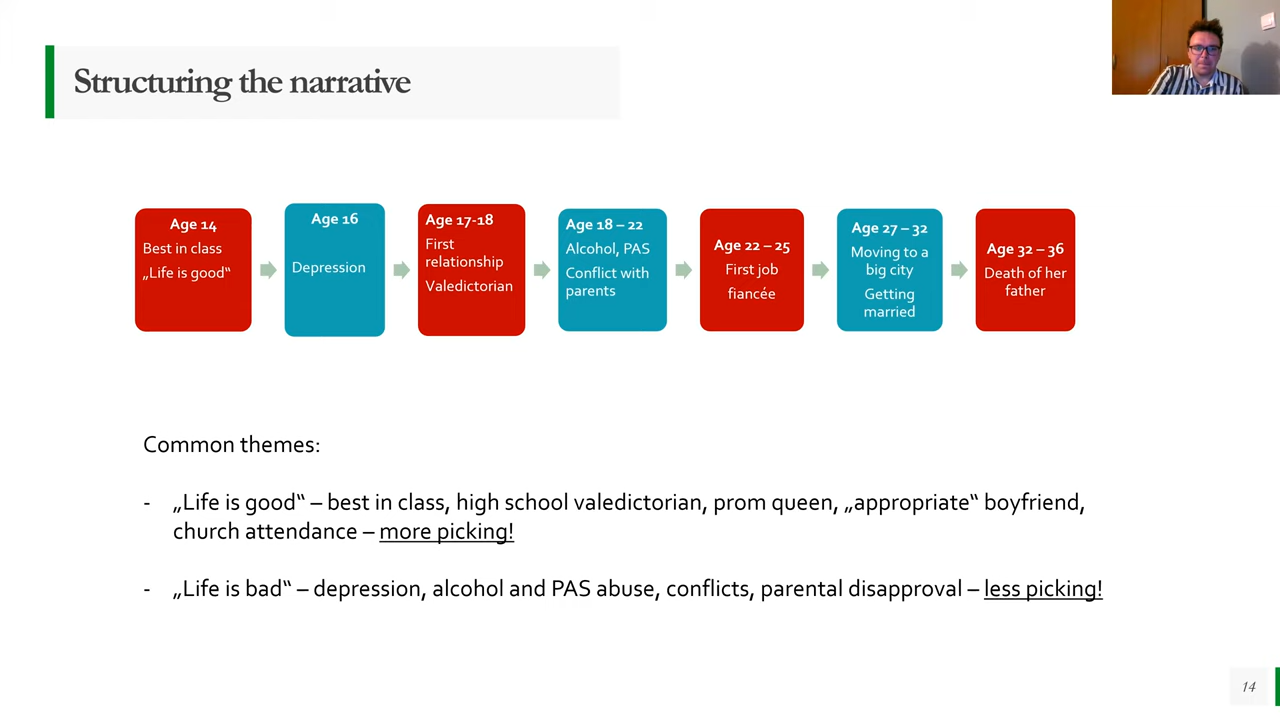 Structuring the narrative
Age 14
Best in class
„Life is good“
Age 16
Depression
Age 17-18
First
relationship
Valedictorian
Age 18 – 22
Alcohol, PAS
Conflict with
parents
Age 22 – 25
First job
fiancée
Age 27 – 32
Moving to a
big city
Getting
married
Age 32 – 36
Death of her
father
Common themes:
- „Life is good“ – best in class, high school valedictorian, prom queen, „appropriate“ boyfriend,
church attendance – more picking!
- „Life is bad“ – depression, alcohol and PAS abuse, conflicts, parental disapproval – less picking!
14